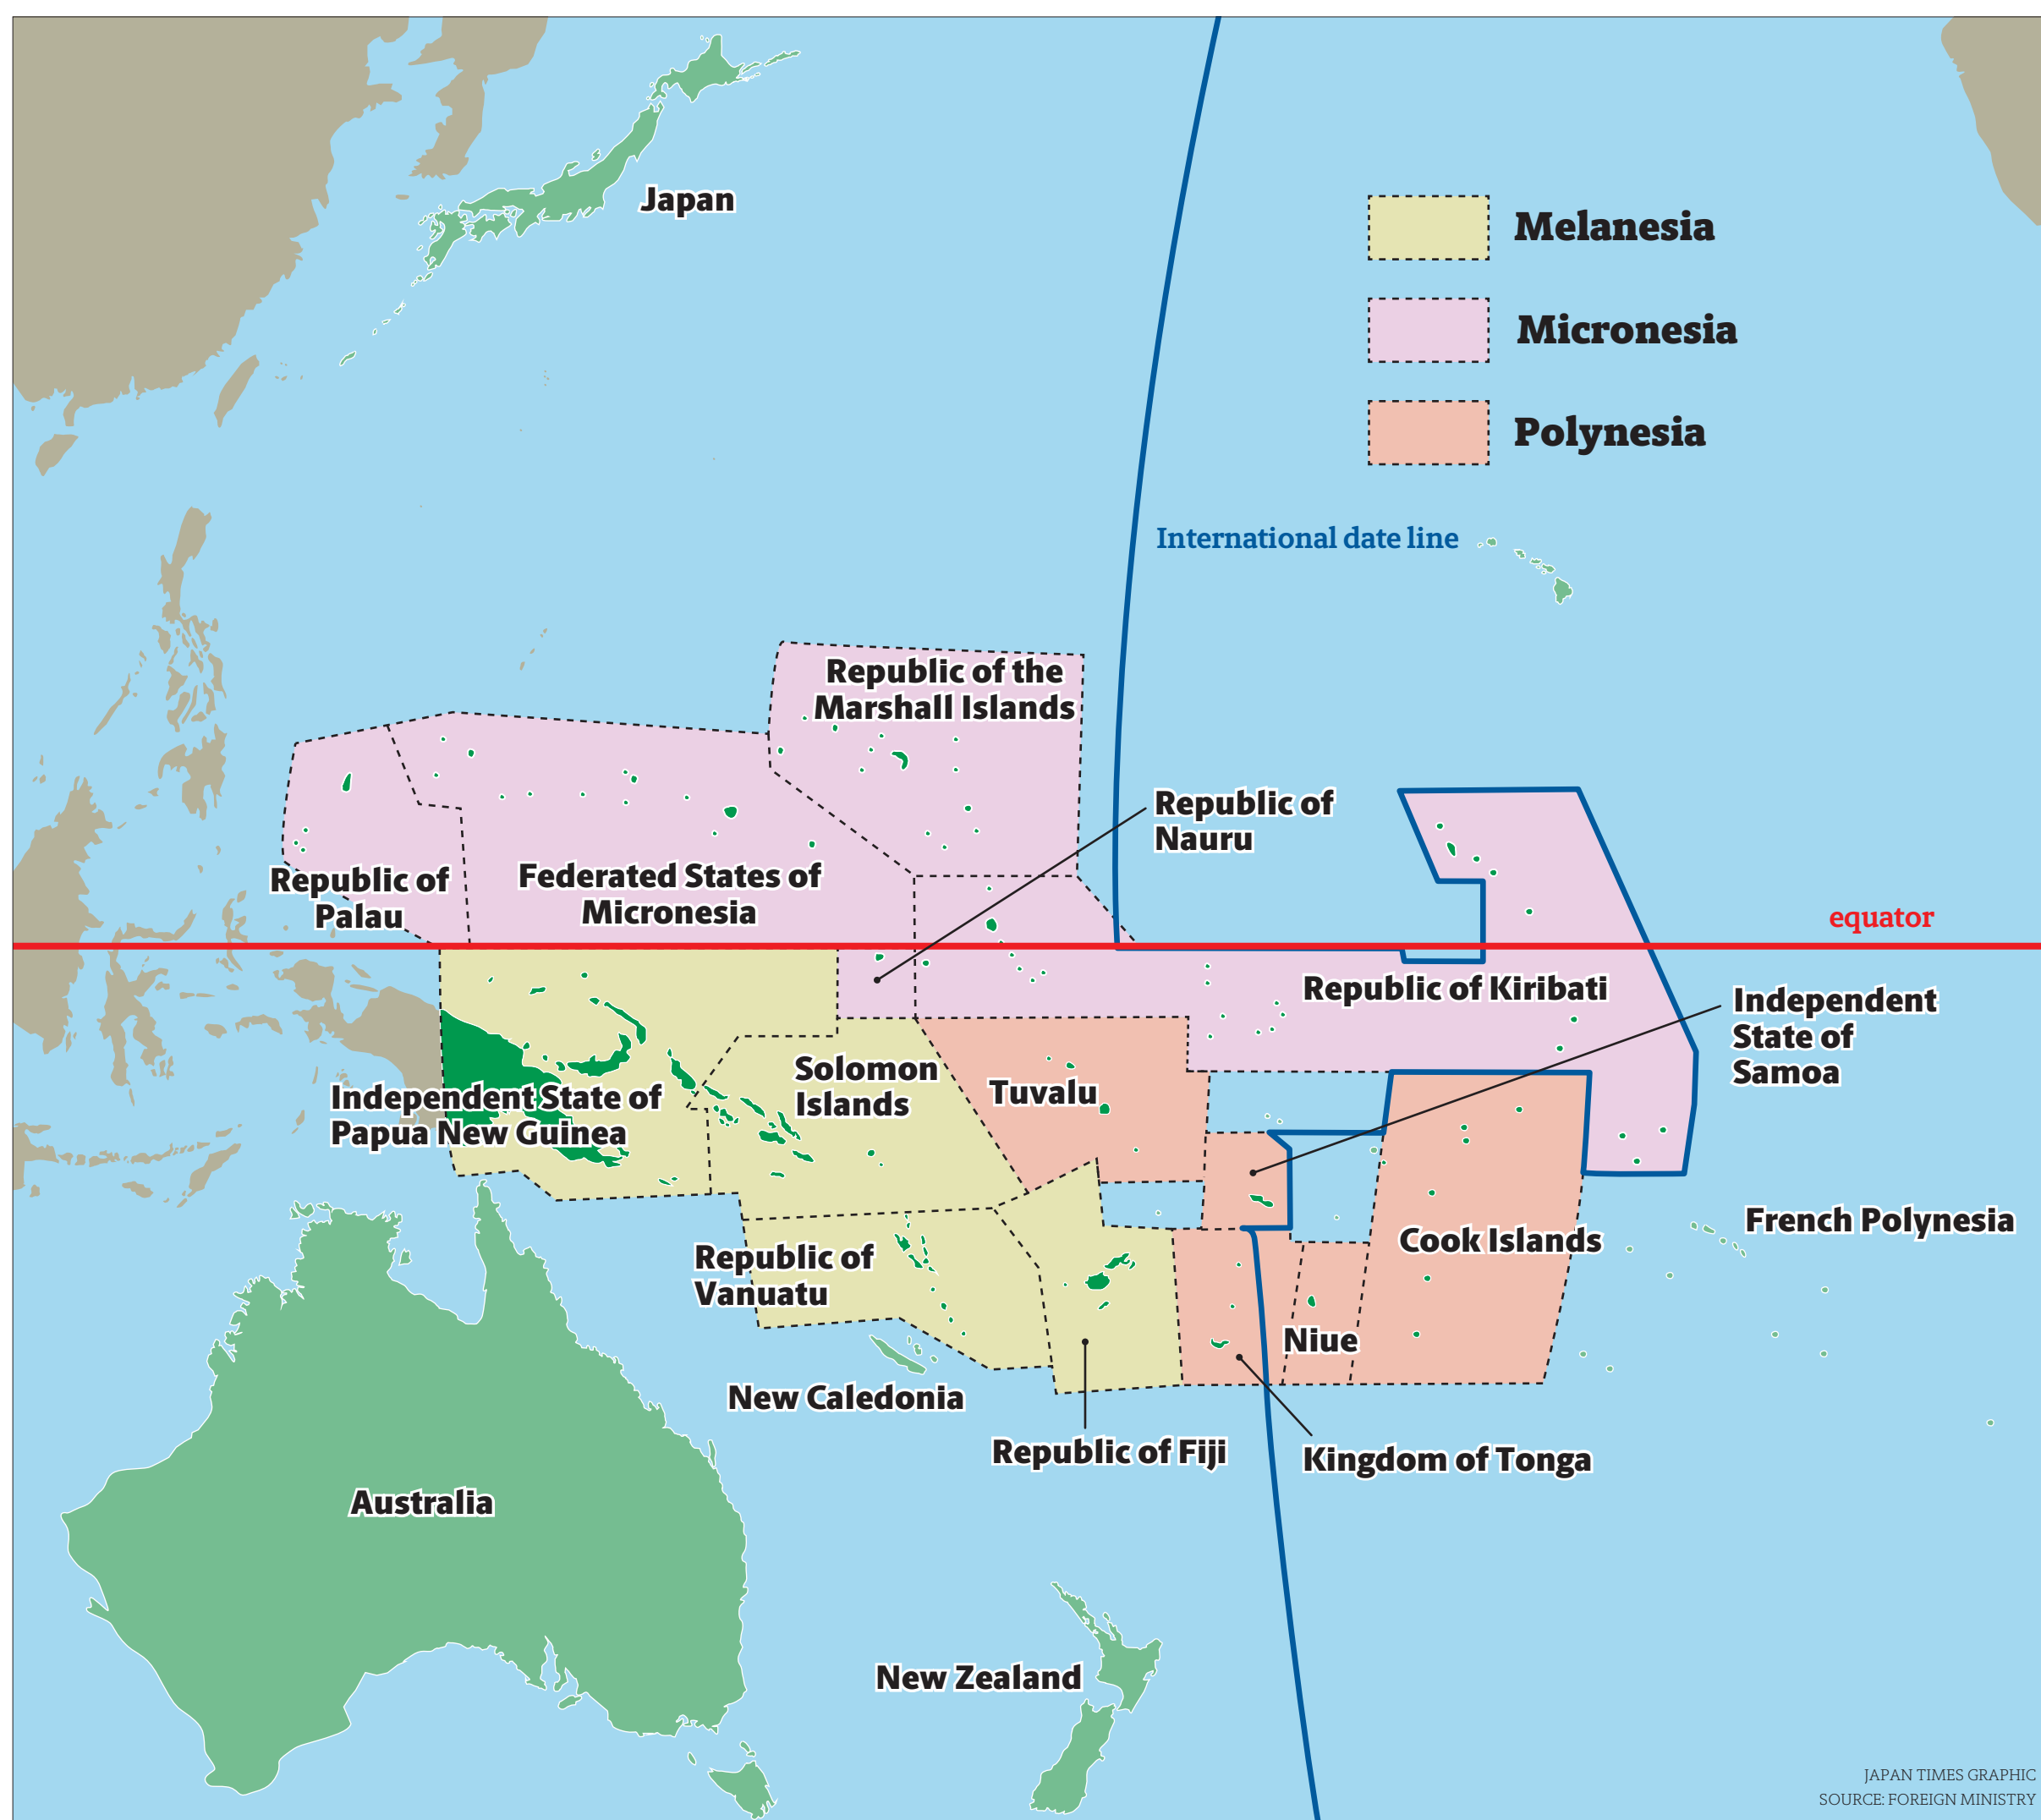 Japan
Melanesia
Micronesia
Polynesia
International date line
Republic of the
Marshall Islands
Republic of
Nauru
Republic of
Palau
Federated States of
Micronesia
equator
Republic of Kiribati
Independent
State of
Samoa
Solomon
Islands
Tuvalu
Independent State of
Papua New Guinea
French Polynesia
Cook Islands
Republic of
Vanuatu
Niue
New Caledonia
Republic of Fiji
Kingdom of Tonga
Australia
New Zealand
JAPAN TIMES GRAPHIC
SOURCE: FOREIGN MINISTRY